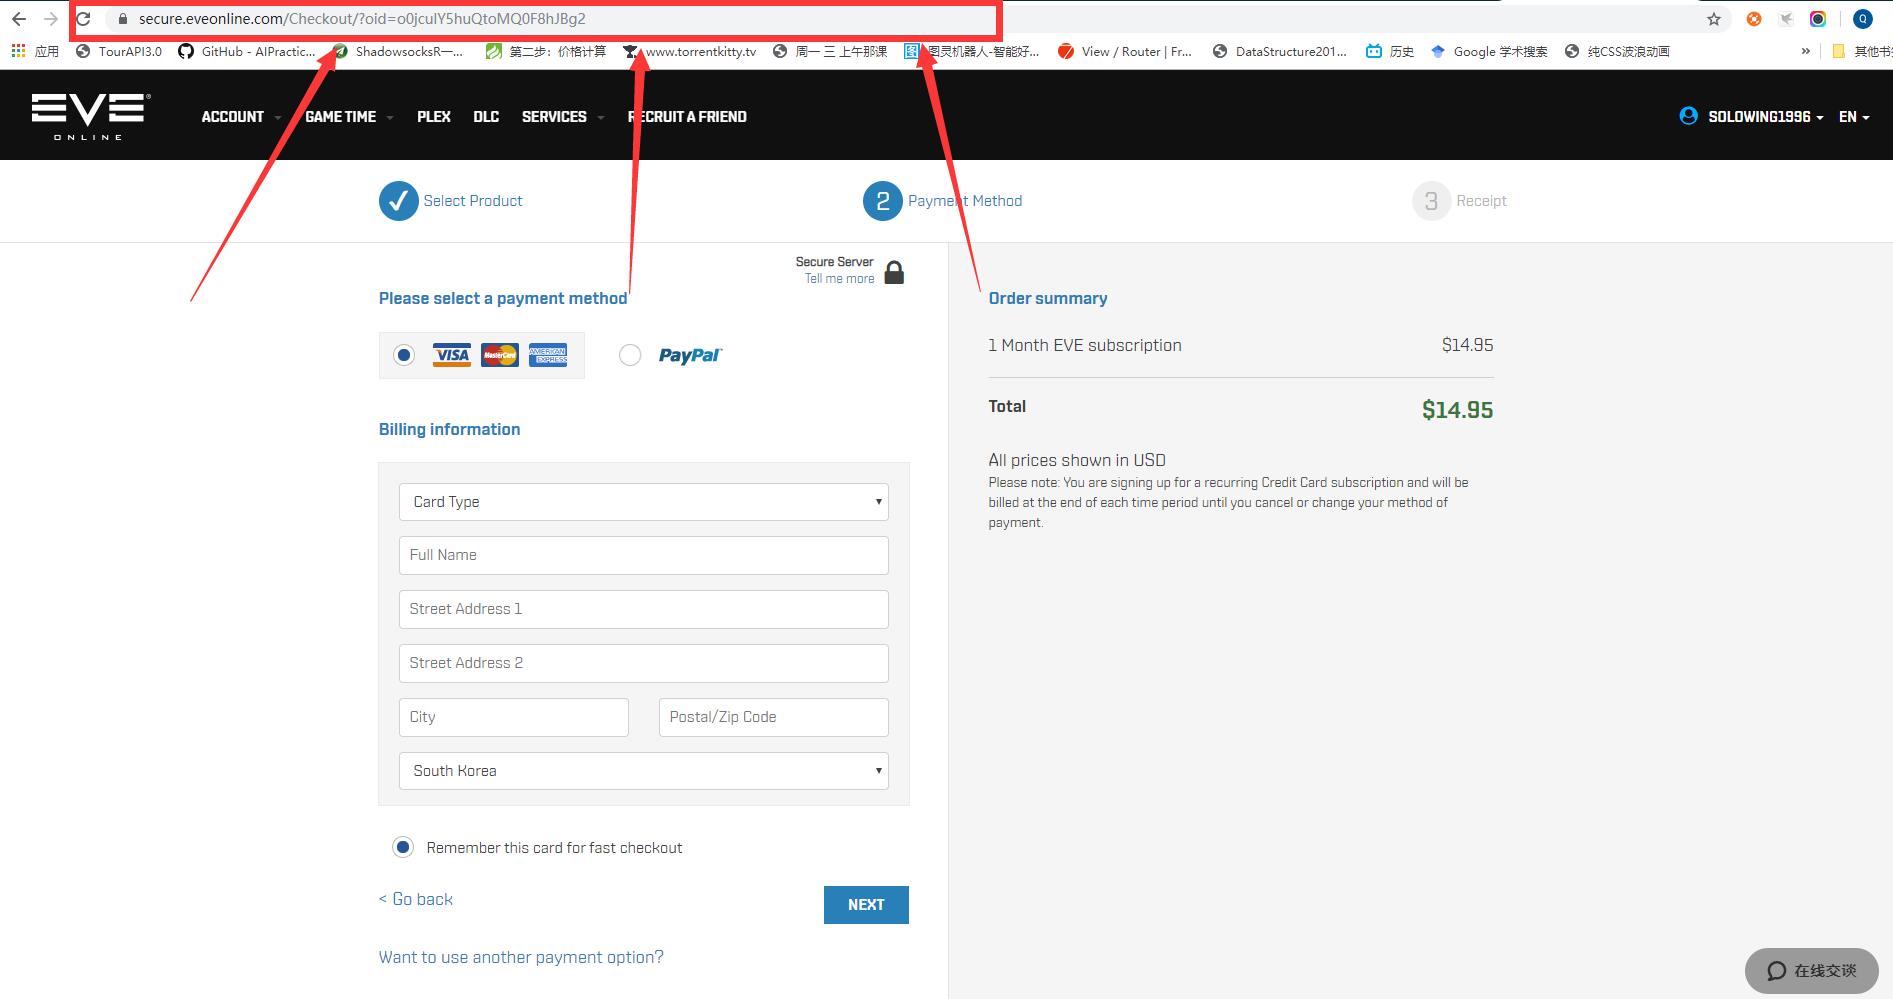 secure.eveonline.com/Checkout/?oid=o0jculY5huQtoMQ0F8hJBg2
Q
应用 TourAPI3.0 GitHub - AIPractic... ShadowsocksR一... 第二步：价格计算 www.torrentkitty.tv 周一 三 上午那课 图灵机器人-智能好... View / Router | Fr... DataStructure201... 历史 Google 学术搜索 纯CSS波浪动画 » 其他书
EVE
ONLINE
ACCOUNT GAME TIME PLEX DLC SERVICES RECRUIT A FRIEND SOLOWING1996 EN
Select Product 2 Payment Method 3 Receipt
Secure Server
Tell me more
Please select a payment method
VISA MasterCard AMERICAN EXPRESS PayPal
Billing information
Card Type
Full Name
Street Address 1
Street Address 2
City Postal/Zip Code
South Korea
Remember this card for fast checkout
< Go back NEXT
Want to use another payment option?
Order summary
1 Month EVE subscription $14.95
Total $14.95
All prices shown in USD
Please note: You are signing up for a recurring Credit Card subscription and will be
billed at the end of each time period until you cancel or change your method of
payment.
在线交谈